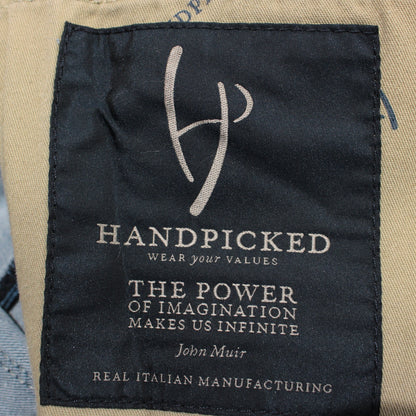 HANDPICKED
WEAR your VALUES
THE POWER
OF IMAGINATION
MAKES US INFINITE
John Muir
REAL ITALIAN MANUFACTURING